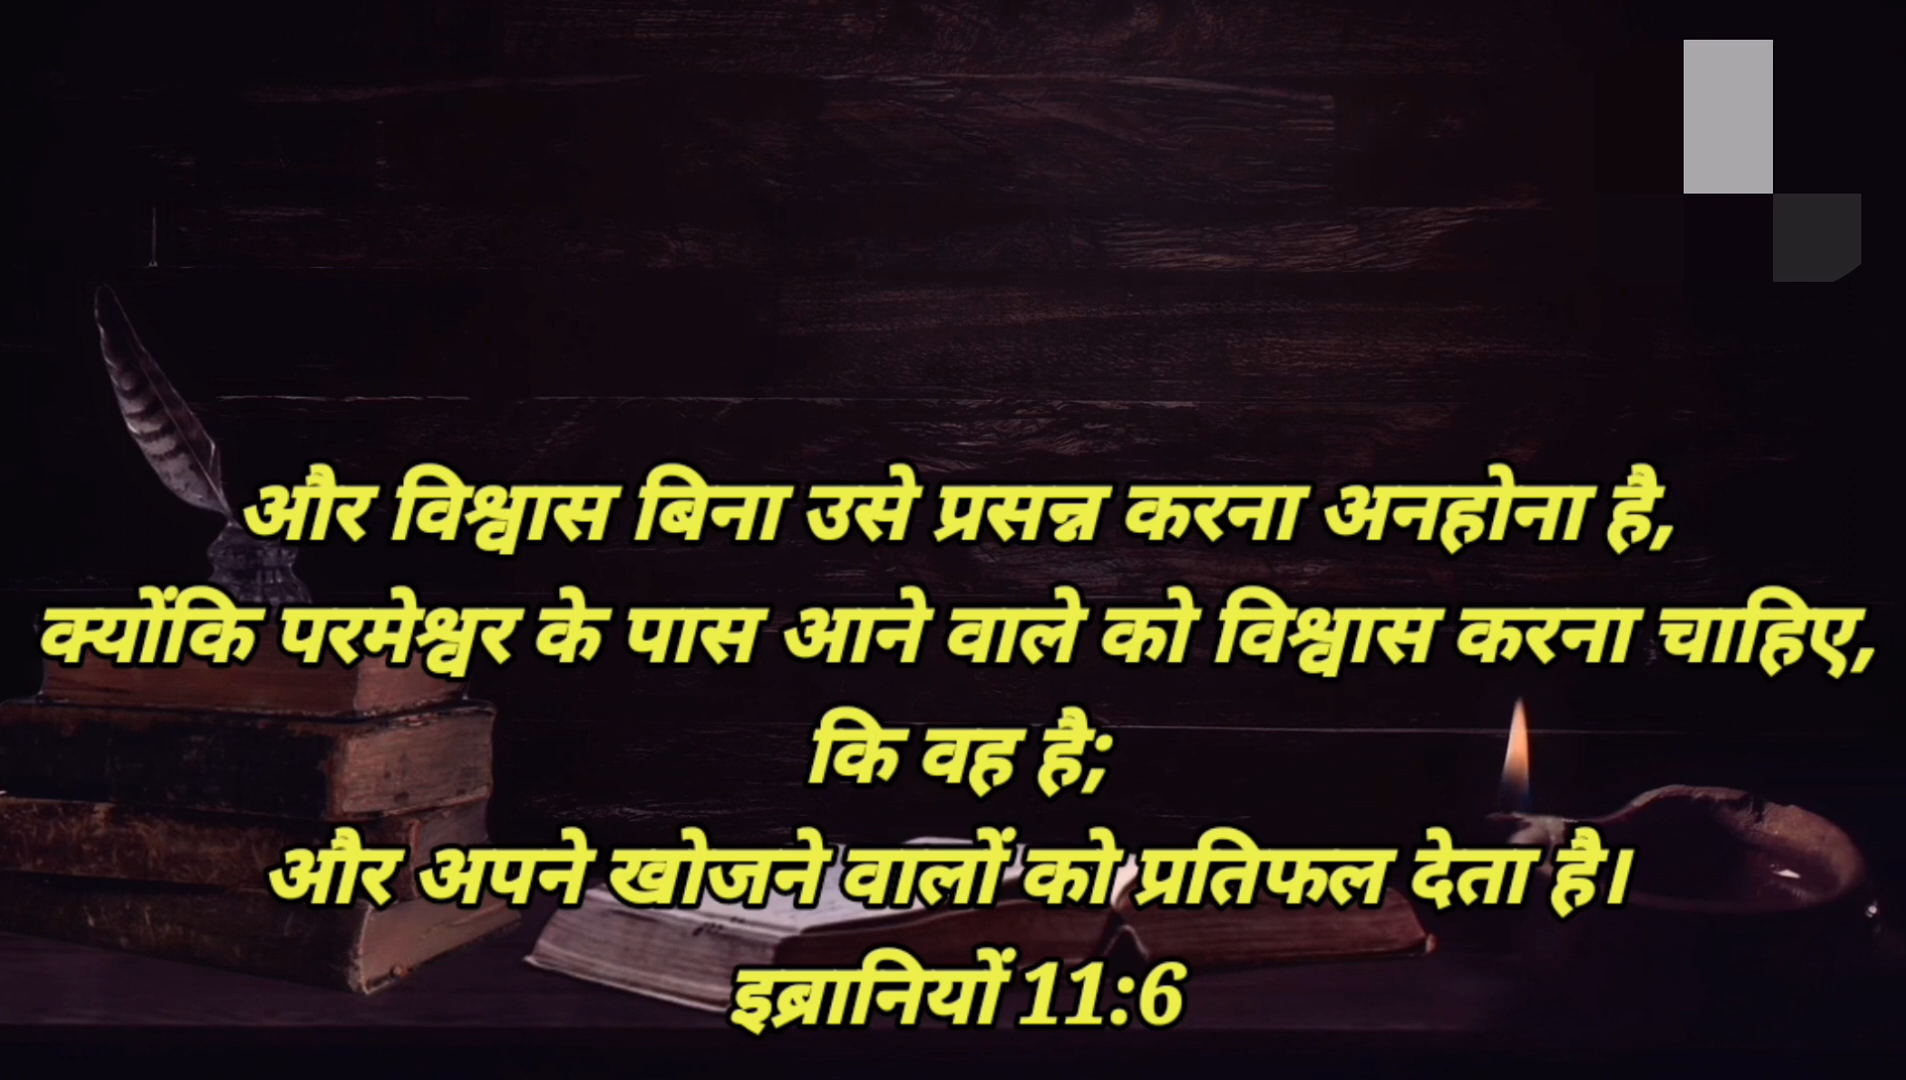 और विश्वास बिना उसे प्रसन्न करना अनहोना है,
क्योंकि परमेश्वर के पास आने वाले को विश्वास करना चाहिए,
कि वह है;
और अपने खोजने वालों को प्रतिफल देता है।
इब्रानियों 11:6